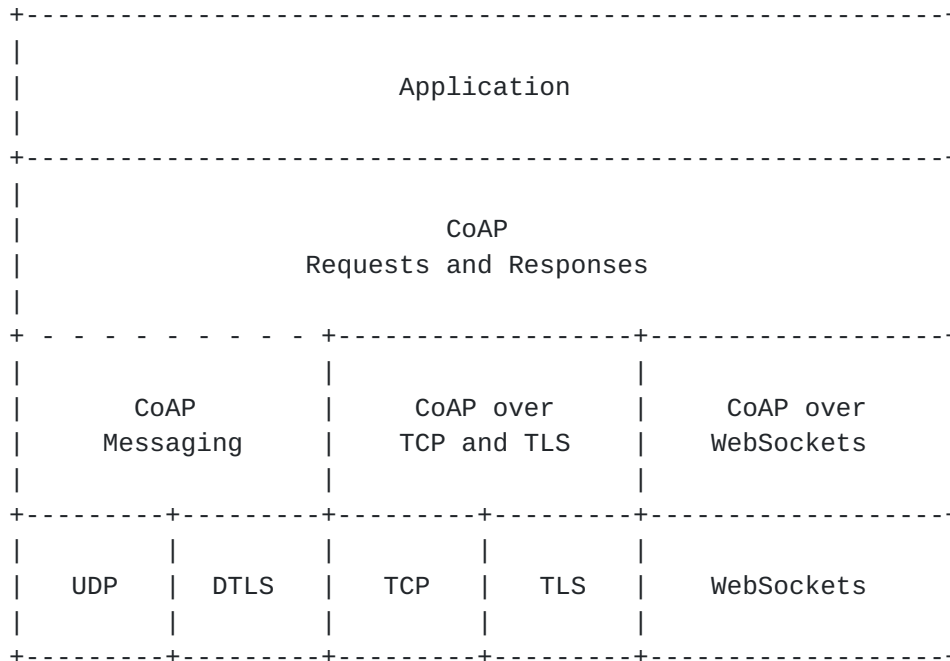 Application
CoAP
Requests and Responses
CoAP CoAP over CoAP over
Messaging TCP and TLS WebSockets
UDP DTLS TCP TLS WebSockets